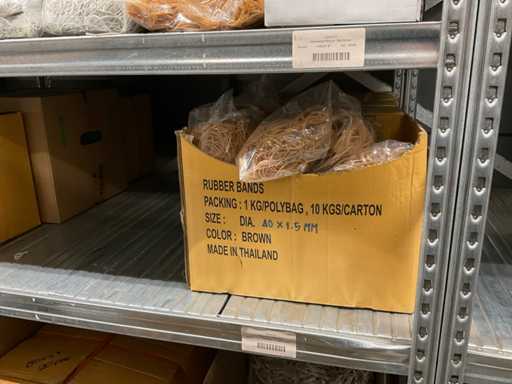 RUBBER BANDS
PACKING : 1 KG/POLYBAG , 10 KGS/CARTON
SIZE : DIA. 40 x 1.5 MM
COLOR : BROWN
MADE IN THAILAND